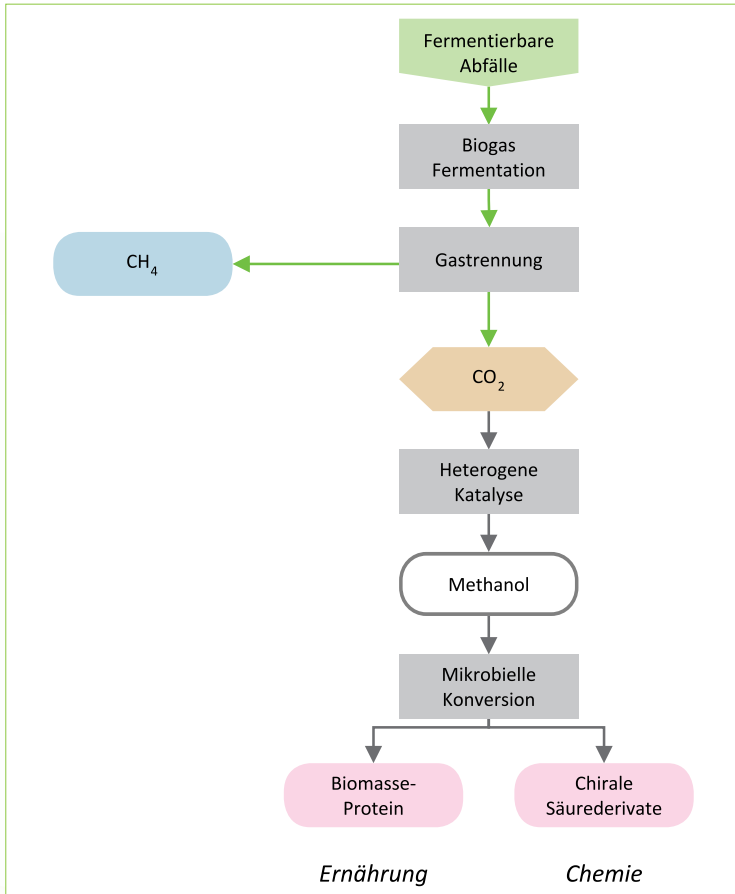 Fermentierbare
Abfälle
Biogas
Fermentation
Gastrennung
CH4
CO2
Heterogene
Katalyse
Methanol
Mikrobielle
Konversion
Biomasse-
Protein
Chirale
Säurederivate
Ernährung
Chemie